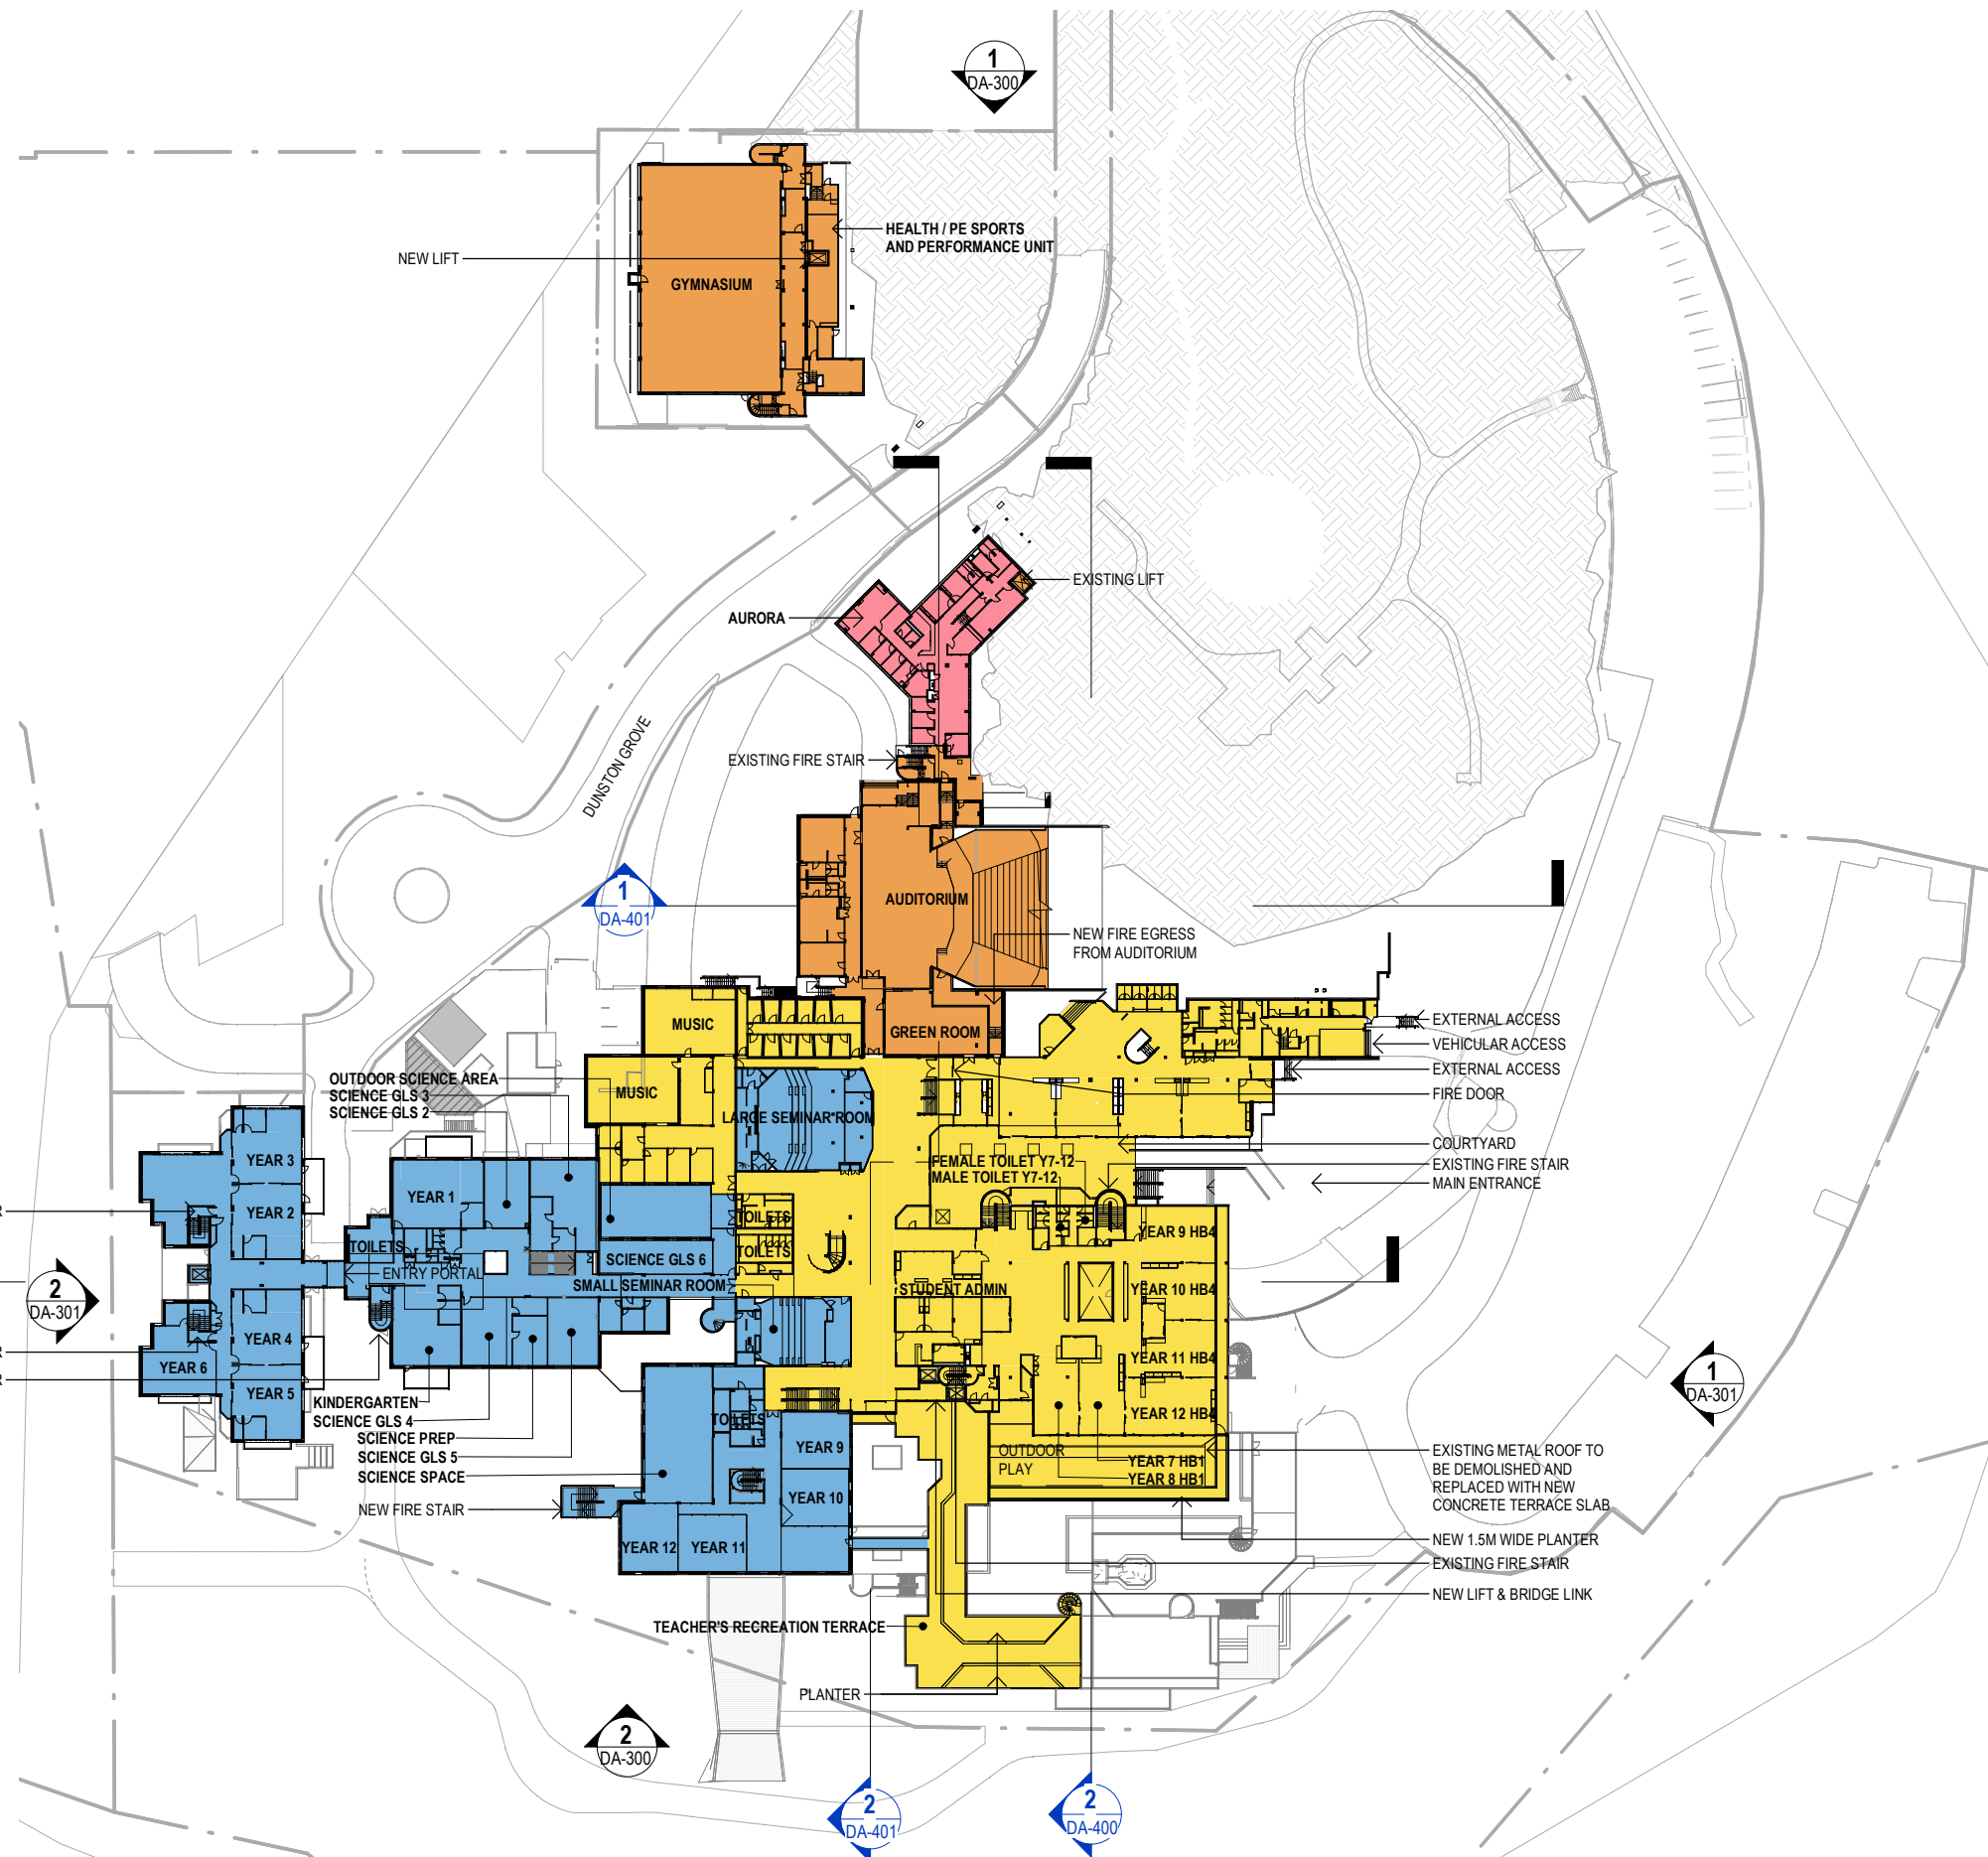 1
DA-300
HEALTH / PE SPORTS
AND PERFORMANCE UNIT
NEW LIFT
GYMNASIUM
EXISTING LIFT
AURORA
DUNSTON GROVE
EXISTING FIRE STAIR
1
DA-401
AUDITORIUM
NEW FIRE EGRESS
FROM AUDITORIUM
MUSIC
GREEN ROOM
EXTERNAL ACCESS
VEHICULAR ACCESS
EXTERNAL ACCESS
OUTDOOR SCIENCE AREA
SCIENCE GLS 3
SCIENCE GLS 2
MUSIC
FIRE DOOR
LARGE SEMINAR ROOM
COURTYARD
YEAR 3
FEMALE TOILET Y7-12
MALE TOILET Y7-12
EXISTING FIRE STAIR
MAIN ENTRANCE
YEAR 1
YEAR 2
R
TOILETS
TOILETS
TOILETS
YEAR 9 HB4
SCIENCE GLS 6
ENTRY PORTAL
SMALL SEMINAR ROOM
STUDENT ADMIN
YEAR 10 HB4
2
DA-301
YEAR 4
R
YEAR 6
YEAR 11 HB4
R
YEAR 5
1
DA-301
KINDERGARTEN
SCIENCE GLS 4
SCIENCE PREP
SCIENCE GLS 5
SCIENCE SPACE
TOILETS
YEAR 12 HB4
YEAR 9
OUTDOOR
PLAY
YEAR 7 HB1
YEAR 8 HB1
EXISTING METAL ROOF TO
BE DEMOLISHED AND
REPLACED WITH NEW
CONCRETE TERRACE SLAB
YEAR 10
NEW FIRE STAIR
YEAR 12
YEAR 11
NEW 1.5M WIDE PLANTER
EXISTING FIRE STAIR
NEW LIFT & BRIDGE LINK
TEACHER'S RECREATION TERRACE
PLANTER
2
DA-300
2
DA-401
2
DA-400